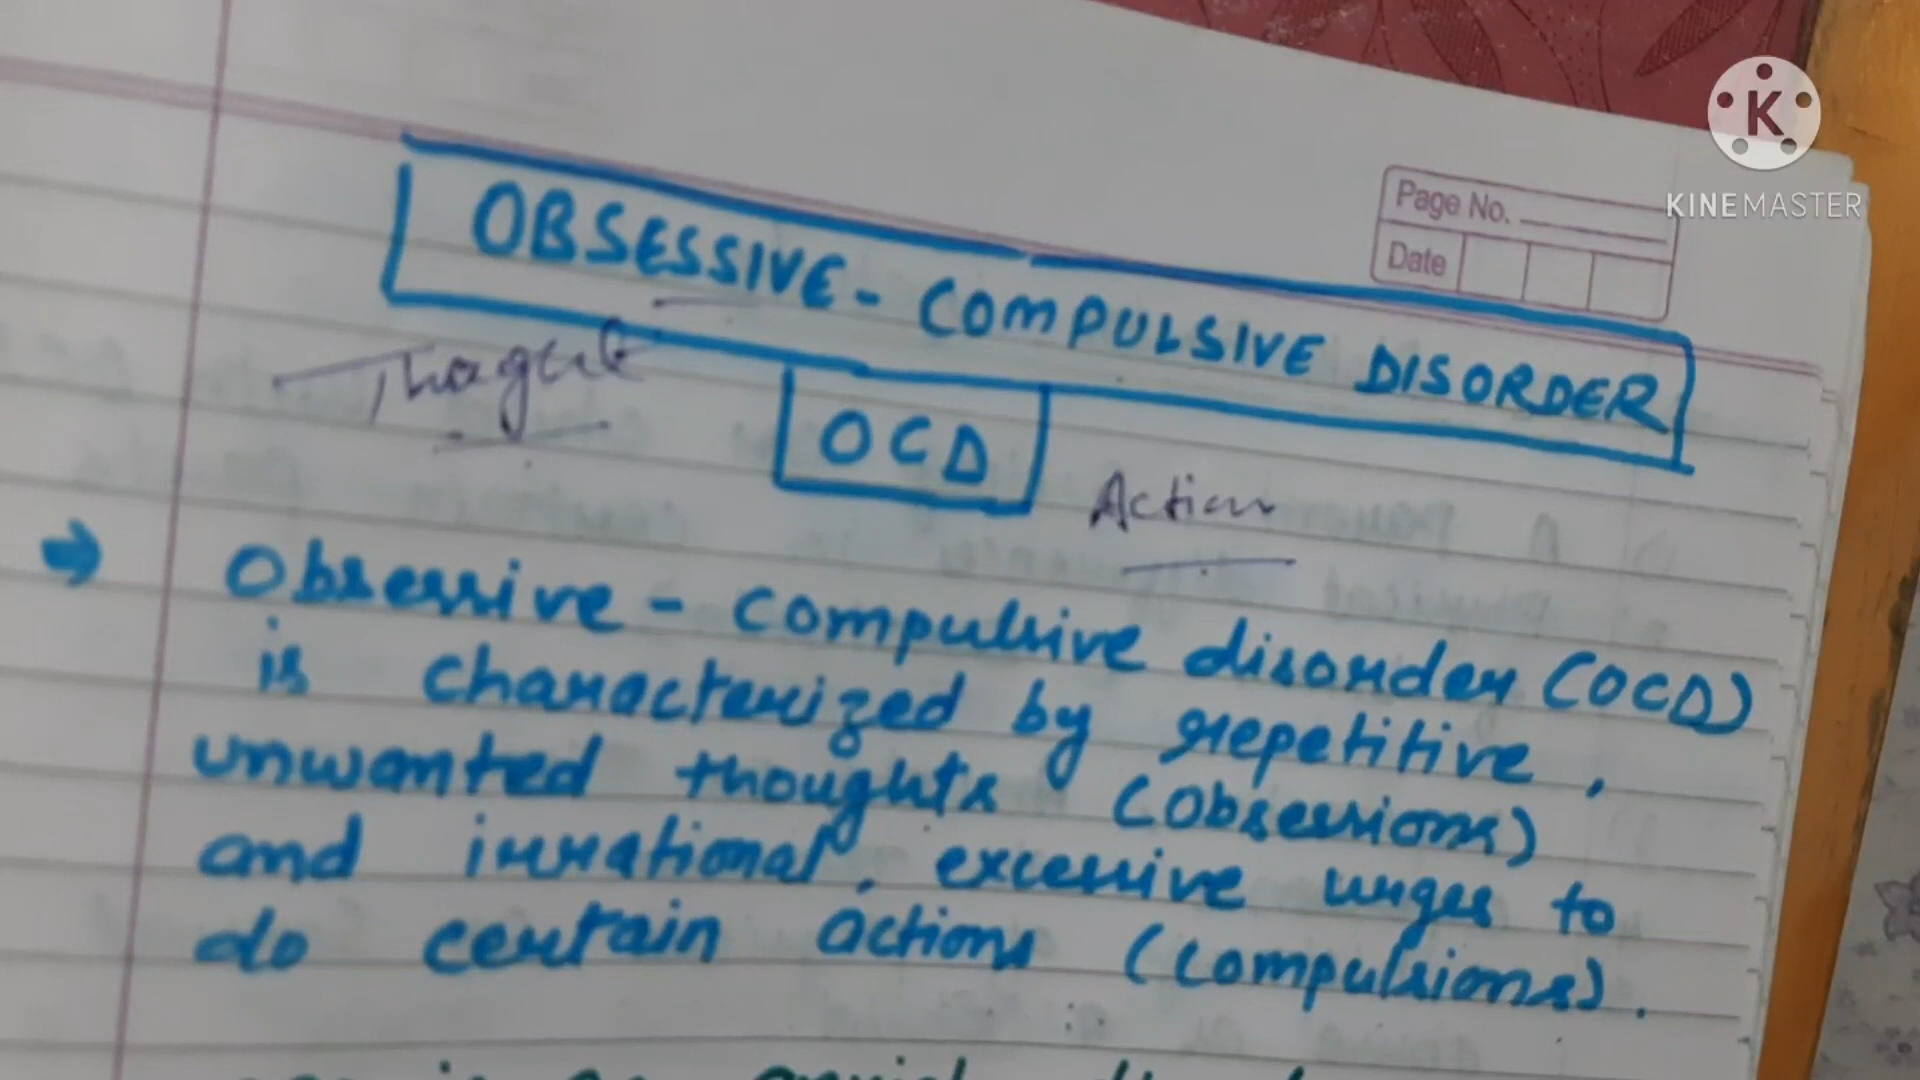 K
KINEMASTER
Page No.
Date
OBSESSIVE - COMPULSIVE DISORDER
Thought
OCD
Action
→ Obsessive - compulsive disorder (OCD)
is characterized by repetitive,
unwanted thoughts (Obsessions)
and irrational, excessive urges to
do certain actions (compulsions).